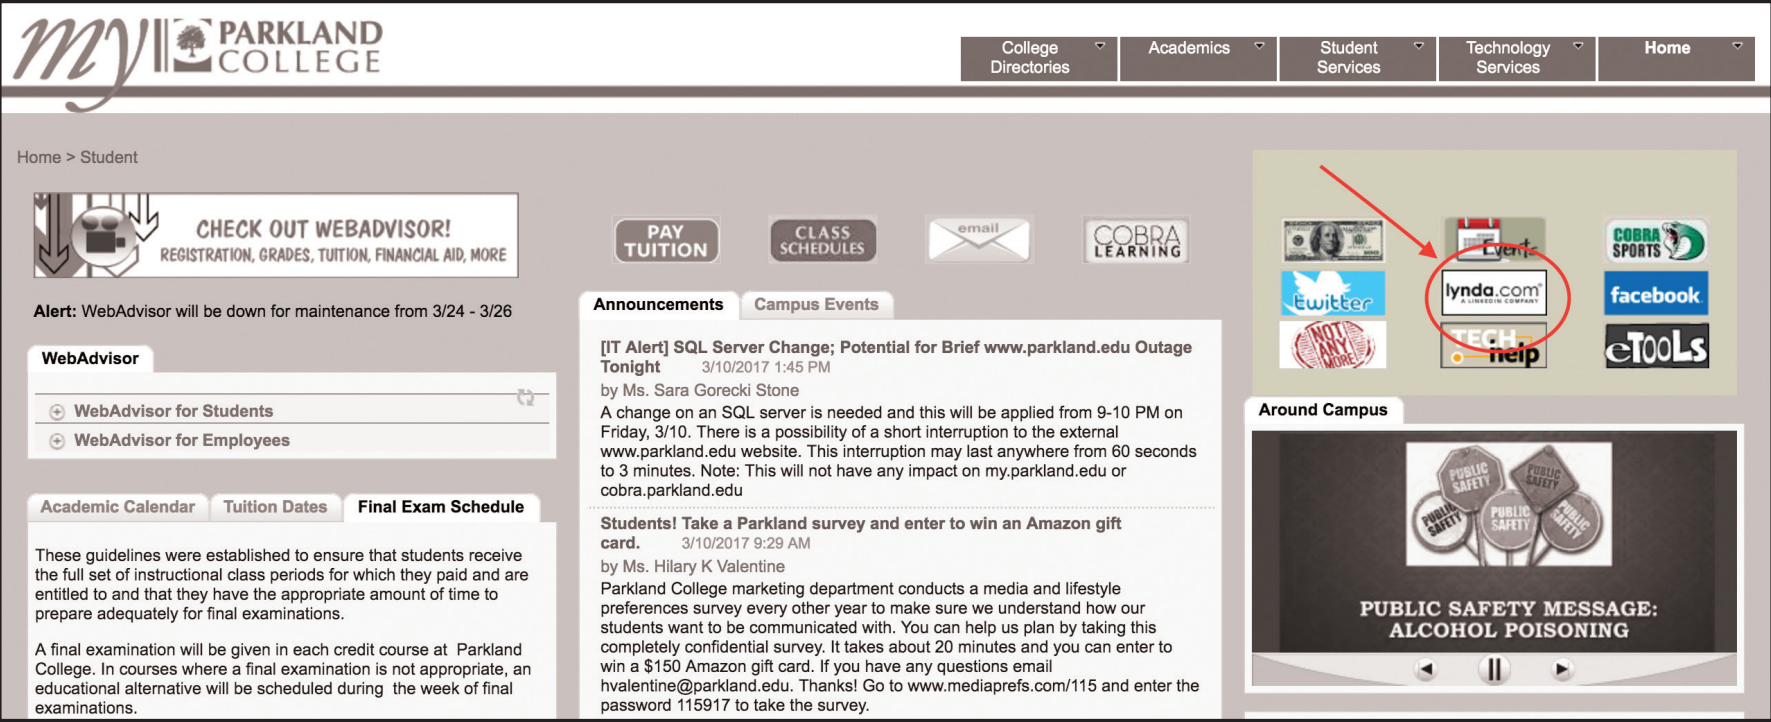 my PARKLAND
COLLEGE
College
Directories
Academics
Student
Services
Technology
Services
Home
Home > Student
CHECK OUT WEBADVISOR!
REGISTRATION, GRADES, TUITION, FINANCIAL AID, MORE
Alert: WebAdvisor will be down for maintenance from 3/24 - 3/26
WebAdvisor
WebAdvisor for Students
WebAdvisor for Employees
Academic Calendar Tuition Dates Final Exam Schedule
These guidelines were established to ensure that students receive
the full set of instructional class periods for which they paid and are
entitled to and that they have the appropriate amount of time to
prepare adequately for final examinations.
A final examination will be given in each credit course at Parkland
College. In courses where a final examination is not appropriate, an
educational alternative will be scheduled during the week of final
examinations.
PAY
TUITION
CLASS
SCHEDULES
email
COBRA
LEARNING
Announcements Campus Events
[IT Alert] SQL Server Change; Potential for Brief www.parkland.edu Outage
Tonight 3/10/2017 1:45 PM
by Ms. Sara Gorecki Stone
A change on an SQL server is needed and this will be applied from 9-10 PM on
Friday, 3/10. There is a possibility of a short interruption to the external
www.parkland.edu website. This interruption may last anywhere from 60 seconds
to 3 minutes. Note: This will not have any impact on my.parkland.edu or
cobra.parkland.edu
Students! Take a Parkland survey and enter to win an Amazon gift
card. 3/10/2017 9:29 AM
by Ms. Hilary K Valentine
Parkland College marketing department conducts a media and lifestyle
preferences survey every other year to make sure we understand how our
students want to be communicated with. You can help us plan by taking this
completely confidential survey. It takes about 20 minutes and you can enter to
win a $150 Amazon gift card. If you have any questions email
hvalentine@parkland.edu. Thanks! Go to www.mediaprefs.com/115 and enter the
password 115917 to take the survey.
Events
COBRA
SPORTS
twitter
lynda.com®
A LINKEDIN COMPANY
facebook
NOT
ANY
MORE
TECH
help
eTOOLS
Around Campus
PUBLIC
SAFETY
PUBLIC
SAFETY
PUBLIC
SAFETY
PUBLIC
SAFETY
PUBLIC
SAFETY
PUBLIC SAFETY MESSAGE:
ALCOHOL POISONING